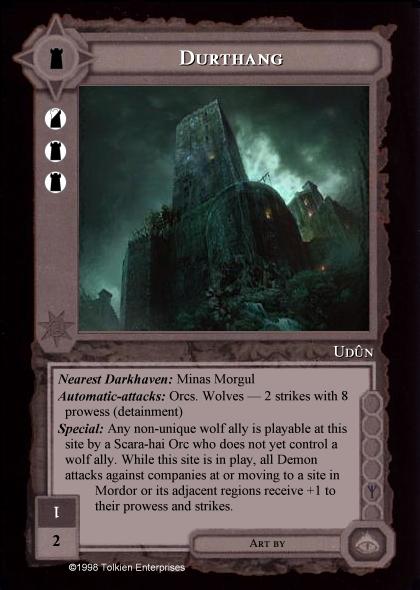 DURTHANG
UDÛN
Nearest Darkhaven: Minas Morgul
Automatic-attacks: Orcs. Wolves — 2 strikes with 8
prowess (detainment)
Special: Any non-unique wolf ally is playable at this
site by a Scara-hai Orc who does not yet control a
wolf ally. While this site is in play, all Demon
attacks against companies at or moving to a site in
Mordor or its adjacent regions receive +1 to
their prowess and strikes.
1
2
ART BY
©1998 Tolkien Enterprises